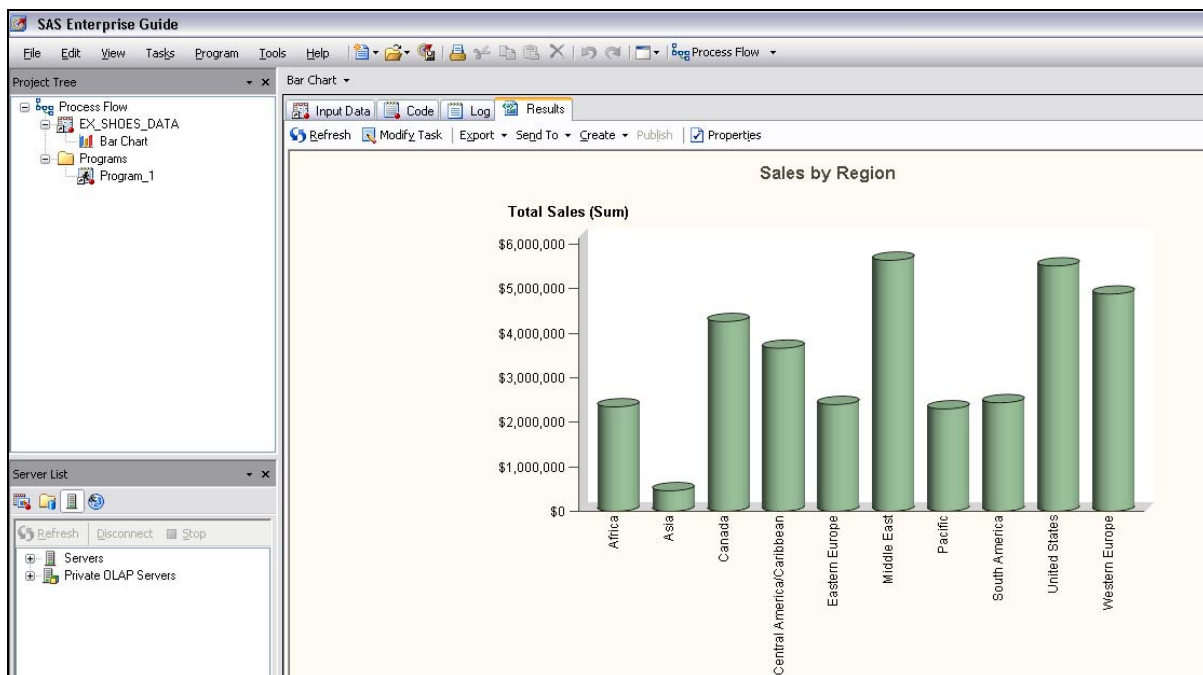 SAS Enterprise Guide
File Edit View Tasks Program Tools Help Process Flow
Project Tree
Process Flow
EX_SHOES_DATA
Bar Chart
Programs
Program_1
Server List
Refresh Disconnect Stop
Servers
Private OLAP Servers
Bar Chart
Input Data Code Log Results
Refresh Modify Task Export Send To Create Publish Properties
Sales by Region
Total Sales (Sum)
$6,000,000
$5,000,000
$4,000,000
$3,000,000
$2,000,000
$1,000,000
$0
Africa
Asia
Canada
Central America/Caribbean
Eastern Europe
Middle East
Pacific
South America
United States
Western Europe